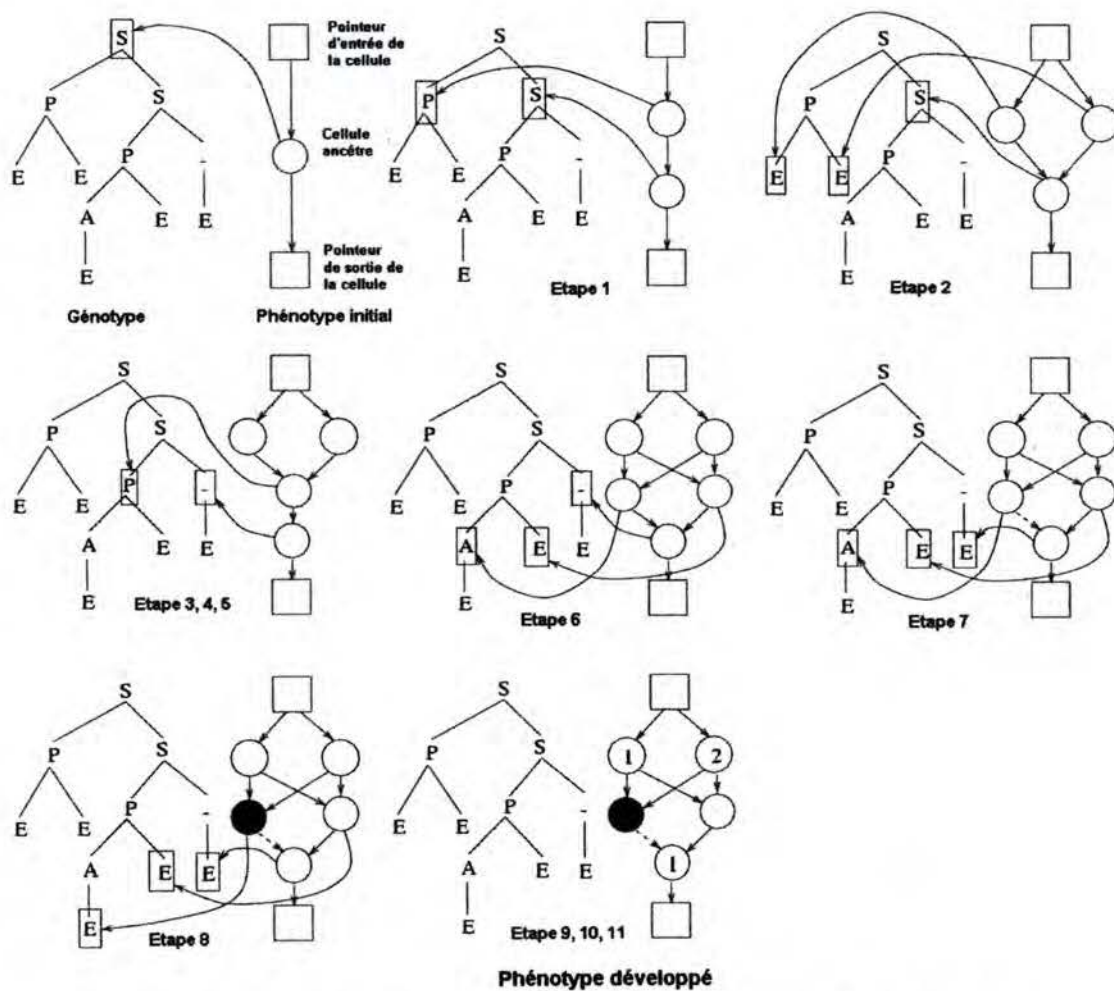 S
P S
E E P -
A E E
E
Génotype
Pointeur
d'entrée de
la cellule
Cellule
ancêtre
Pointeur
de sortie de
la cellule
Phénotype initial
S
P S
E E P -
A E E
E
Etape 1
S
P S
E E P -
A E E
E
Etape 2
S
P S
E E P -
A E E
E
Etape 3, 4, 5
S
P S
E E P -
A E E
E
Etape 6
S
P S
E E P -
A E E
E
Etape 7
S
P S
E E P -
A E E
E
Etape 8
S
P S
E E P -
A E E
E
1 2
1
Etape 9, 10, 11
Phénotype développé